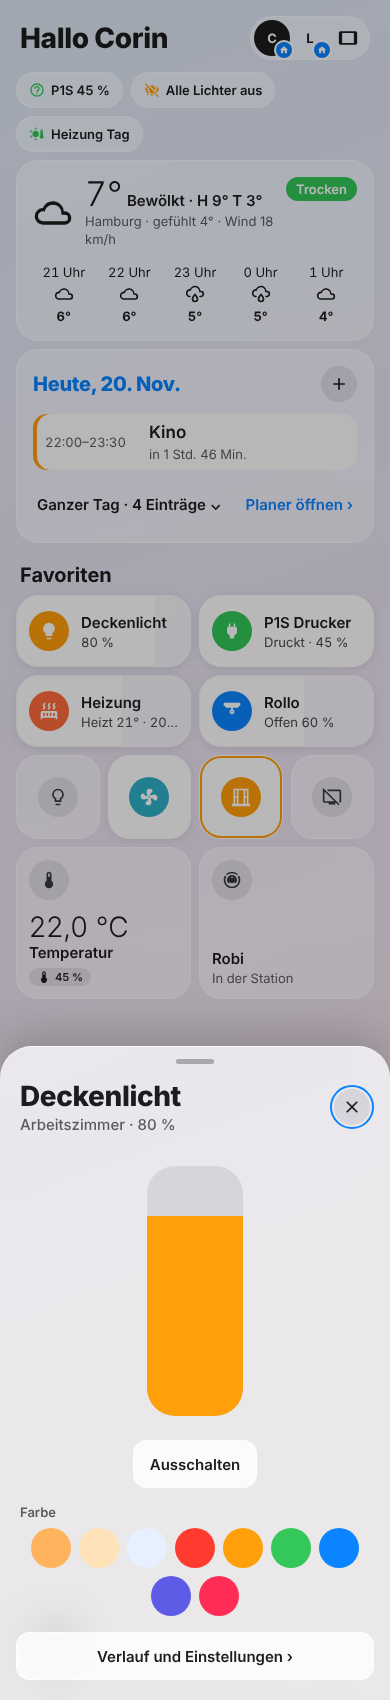 Hallo Corin
C
L
P1S 45 %
Alle Lichter aus
Heizung Tag
7° Bewölkt · H 9° T 3°
Trocken
Hamburg · gefühlt 4° · Wind 18
km/h
21 Uhr 22 Uhr 23 Uhr 0 Uhr 1 Uhr
6° 6° 5° 5° 4°
Heute, 20. Nov.
22:00–23:30
Kino
in 1 Std. 46 Min.
Ganzer Tag · 4 Einträge
Planer öffnen ›
Favoriten
Deckenlicht
80 %
P1S Drucker
Druckt · 45 %
Heizung
Heizt 21° · 20...
Rollo
Offen 60 %
22,0 °C
Temperatur
45 %
Robi
In der Station
Deckenlicht
Arbeitszimmer · 80 %
Ausschalten
Farbe
Verlauf und Einstellungen ›